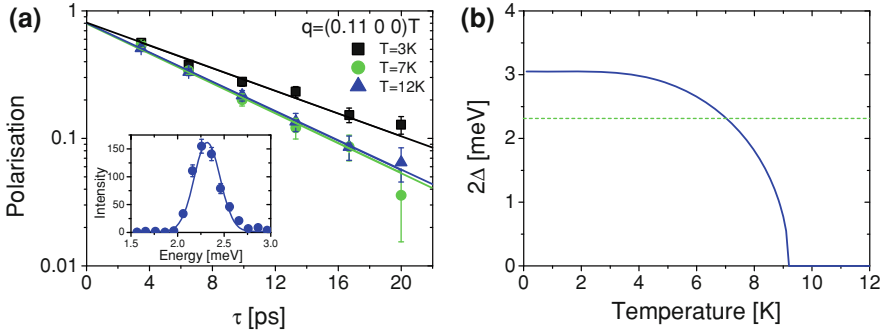 (a)
q=(0.11 0 0)T
T=3K
T=7K
T=12K
1
0.1
0.01
Polarisation
0 4 8 12 16 20
τ [ps]
150
100
50
0
Intensity
1.5 2.0 2.5 3.0
Energy [meV]
(b)
5
4
3
2
1
0
2Δ [meV]
0 2 4 6 8 10 12
Temperature [K]